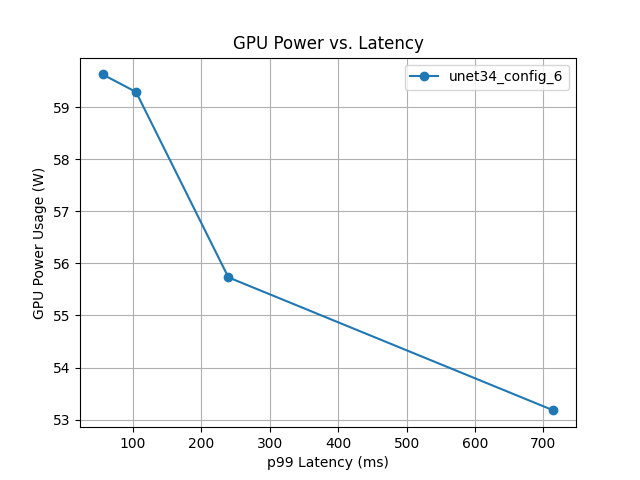 GPU Power vs. Latency
unet34_config_6
GPU Power Usage (W)
59
58
57
56
55
54
53
100 200 300 400 500 600 700
p99 Latency (ms)